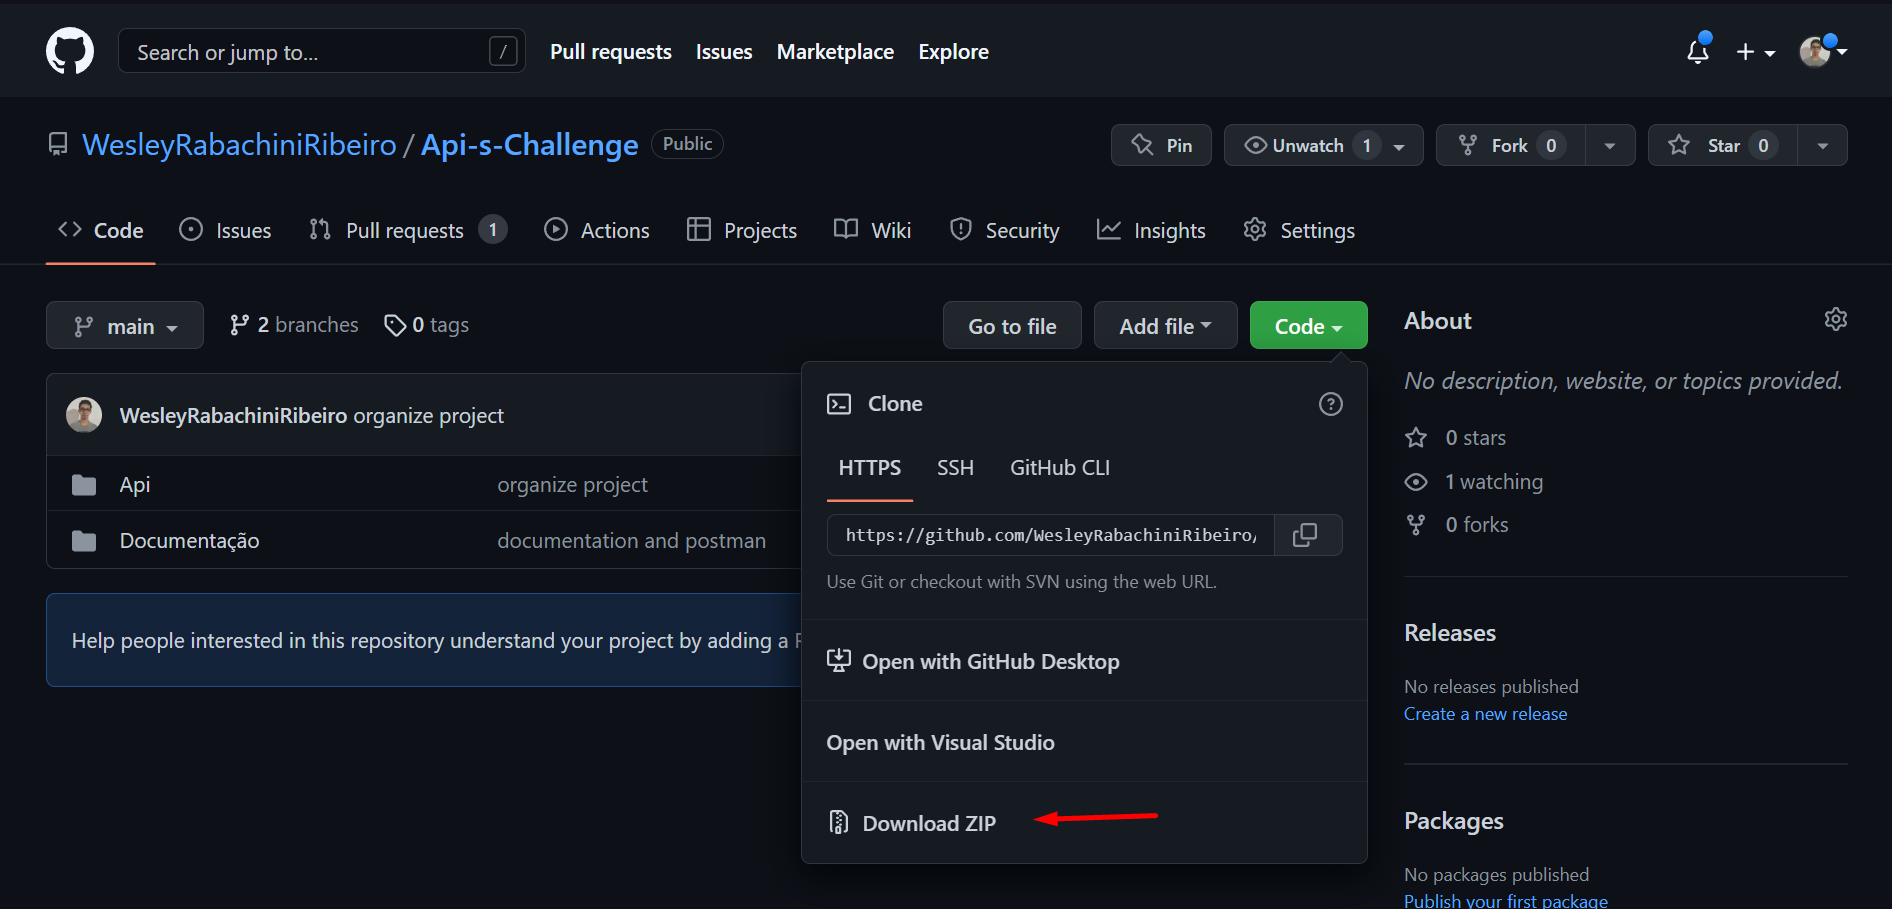 Search or jump to... /
Pull requests Issues Marketplace Explore
WesleyRabachiniRibeiro / Api-s-Challenge Public
Pin Unwatch 1 Fork 0 Star 0
Code Issues Pull requests 1 Actions Projects Wiki Security Insights Settings
main 2 branches 0 tags
Go to file Add file Code
WesleyRabachiniRibeiro organize project
Api organize project
Documentação documentation and postman
Help people interested in this repository understand your project by adding a
Clone
HTTPS SSH GitHub CLI
https://github.com/WesleyRabachiniRibeiro/
Use Git or checkout with SVN using the web URL.
Open with GitHub Desktop
Open with Visual Studio
Download ZIP
About
No description, website, or topics provided.
0 stars
1 watching
0 forks
Releases
No releases published
Create a new release
Packages
No packages published
Publish your first package